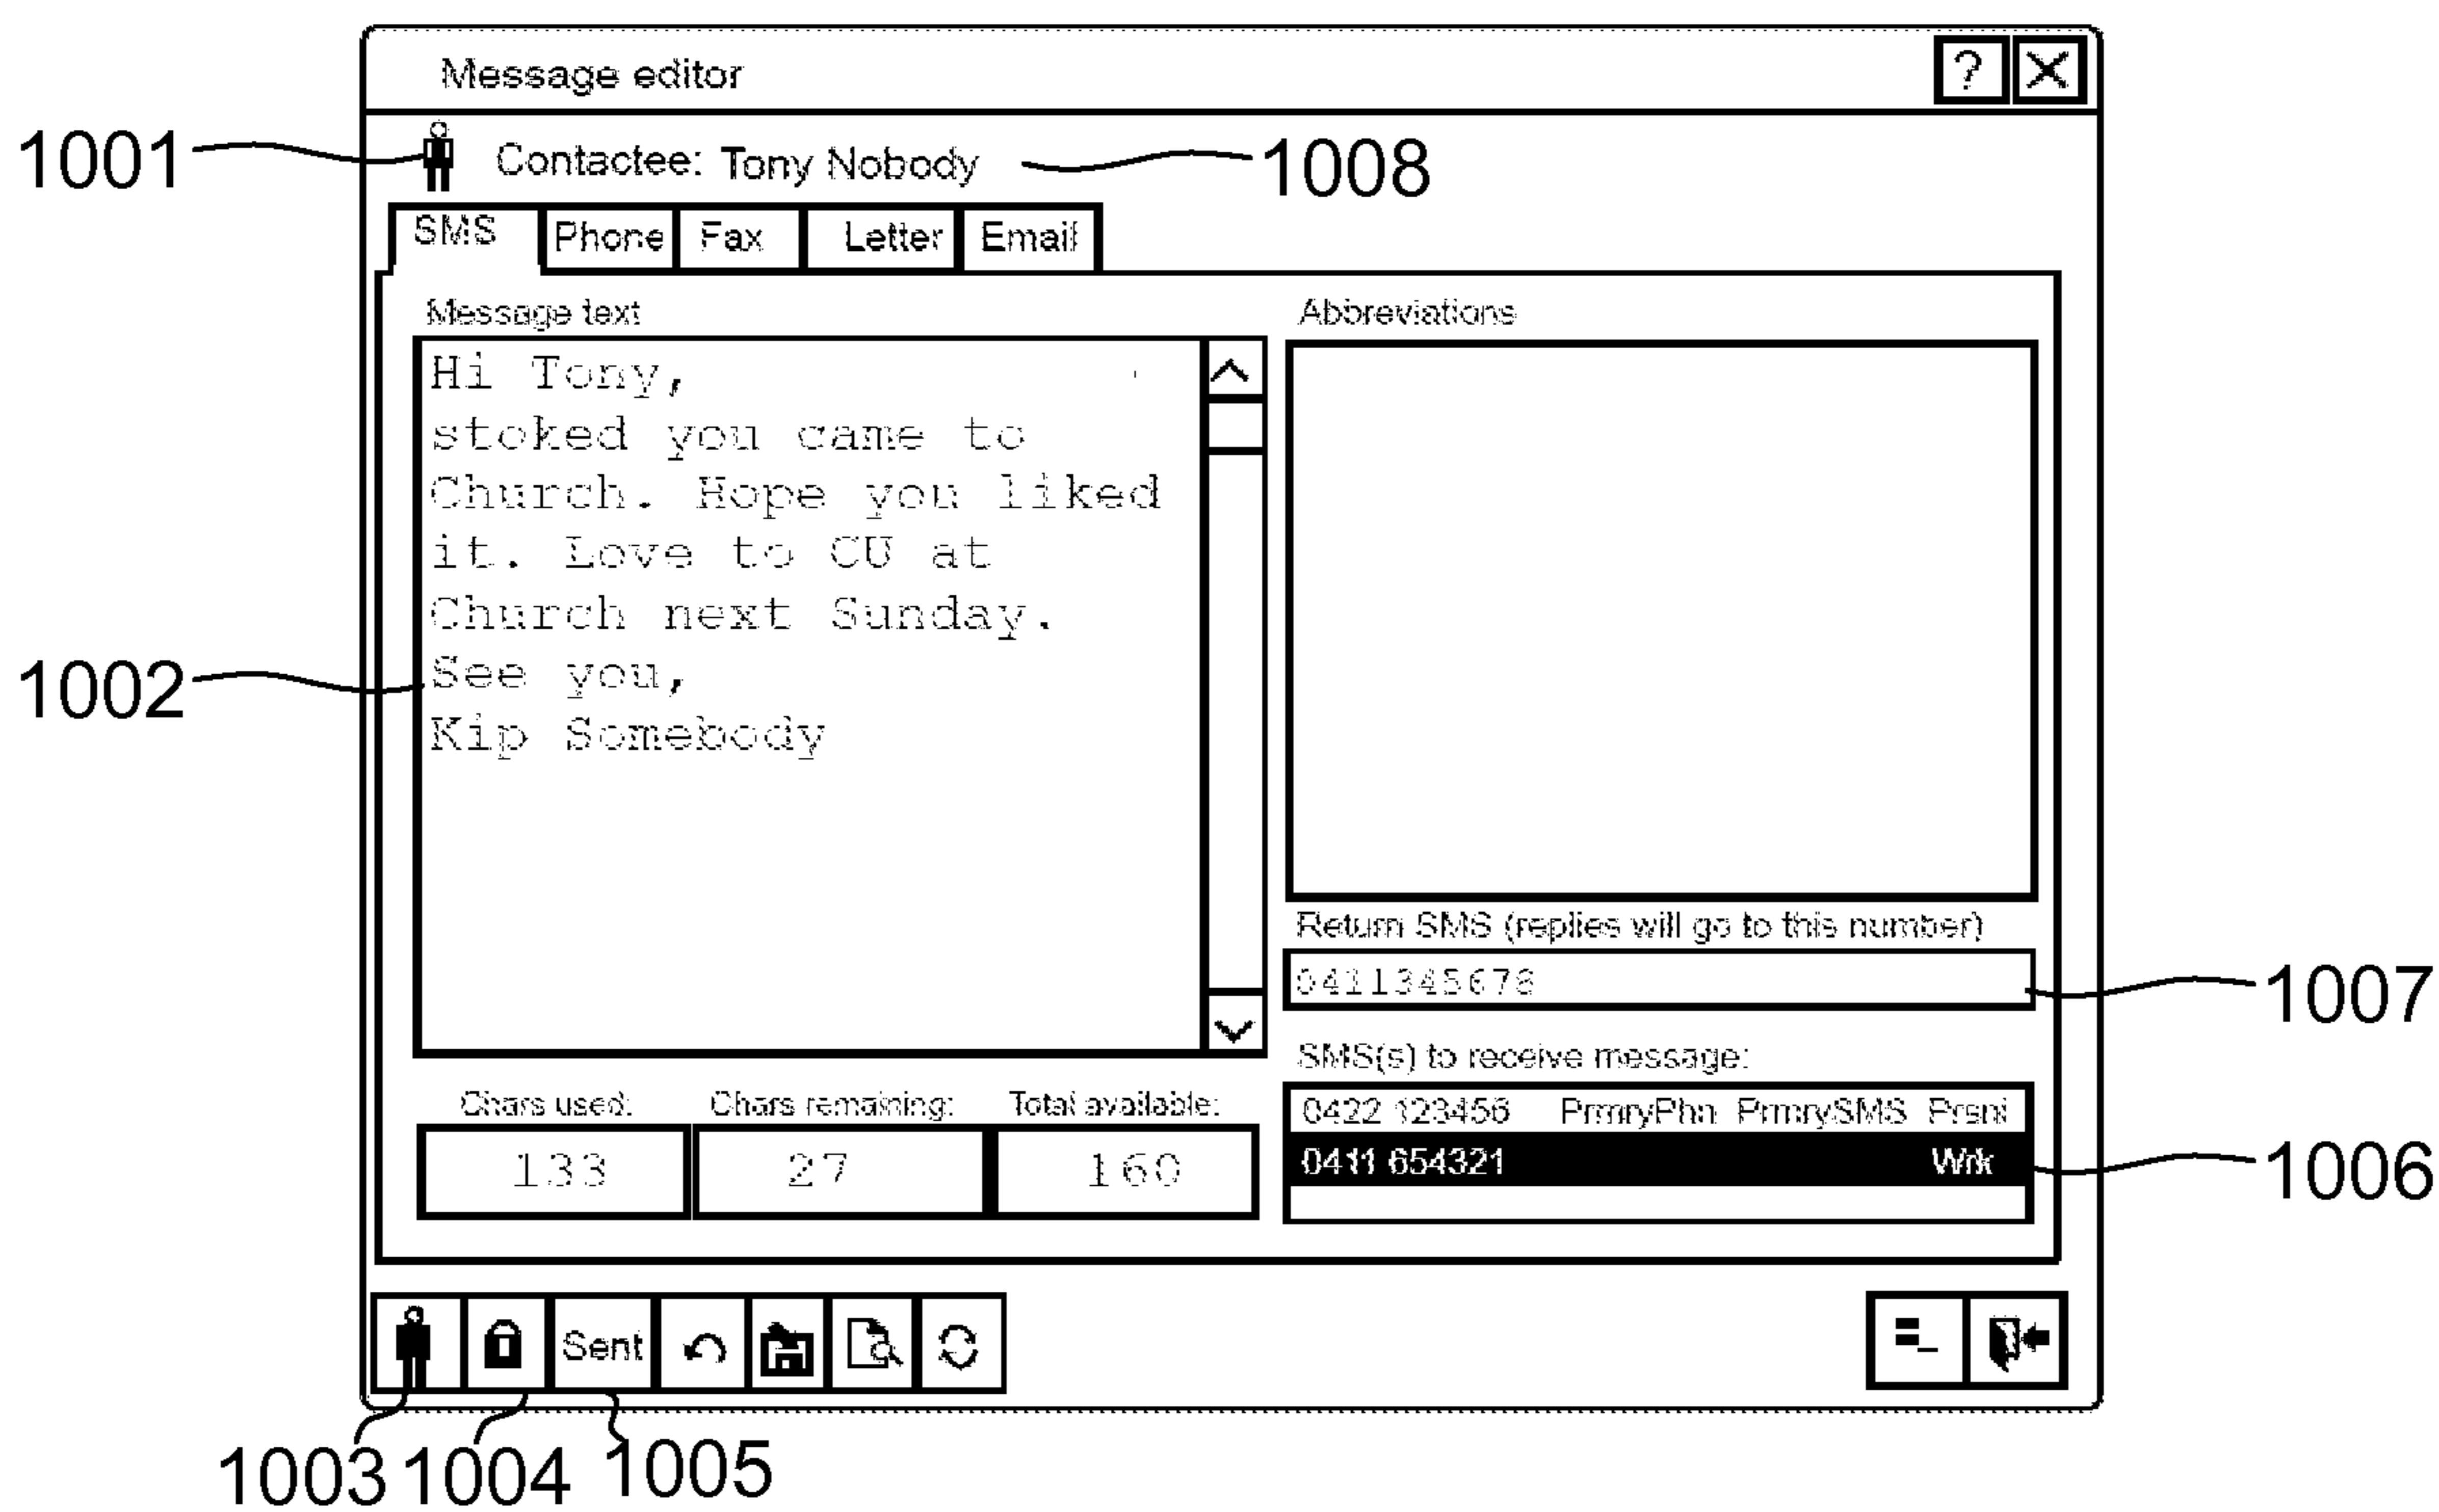 Message editor
?
1001
Contactee: Tony Nobody
1008
SMS Phone Fax Letter Email
Message text
Abbreviations
Hi Tony,
stoked you came to
Church. Hope you liked
it. Love to CU at
Church next Sunday.
See you,
Kip Somebody
1002
Return SMS (replies will go to this number)
0411345678
1007
SMS(s) to receive message:
0422 123456 PrmryPhn PrmrySMS Prsnl
0411 654321 Wrk
1006
Chars used: Chars remaining: Total available:
133 27 160
Sent
1003 1004 1005